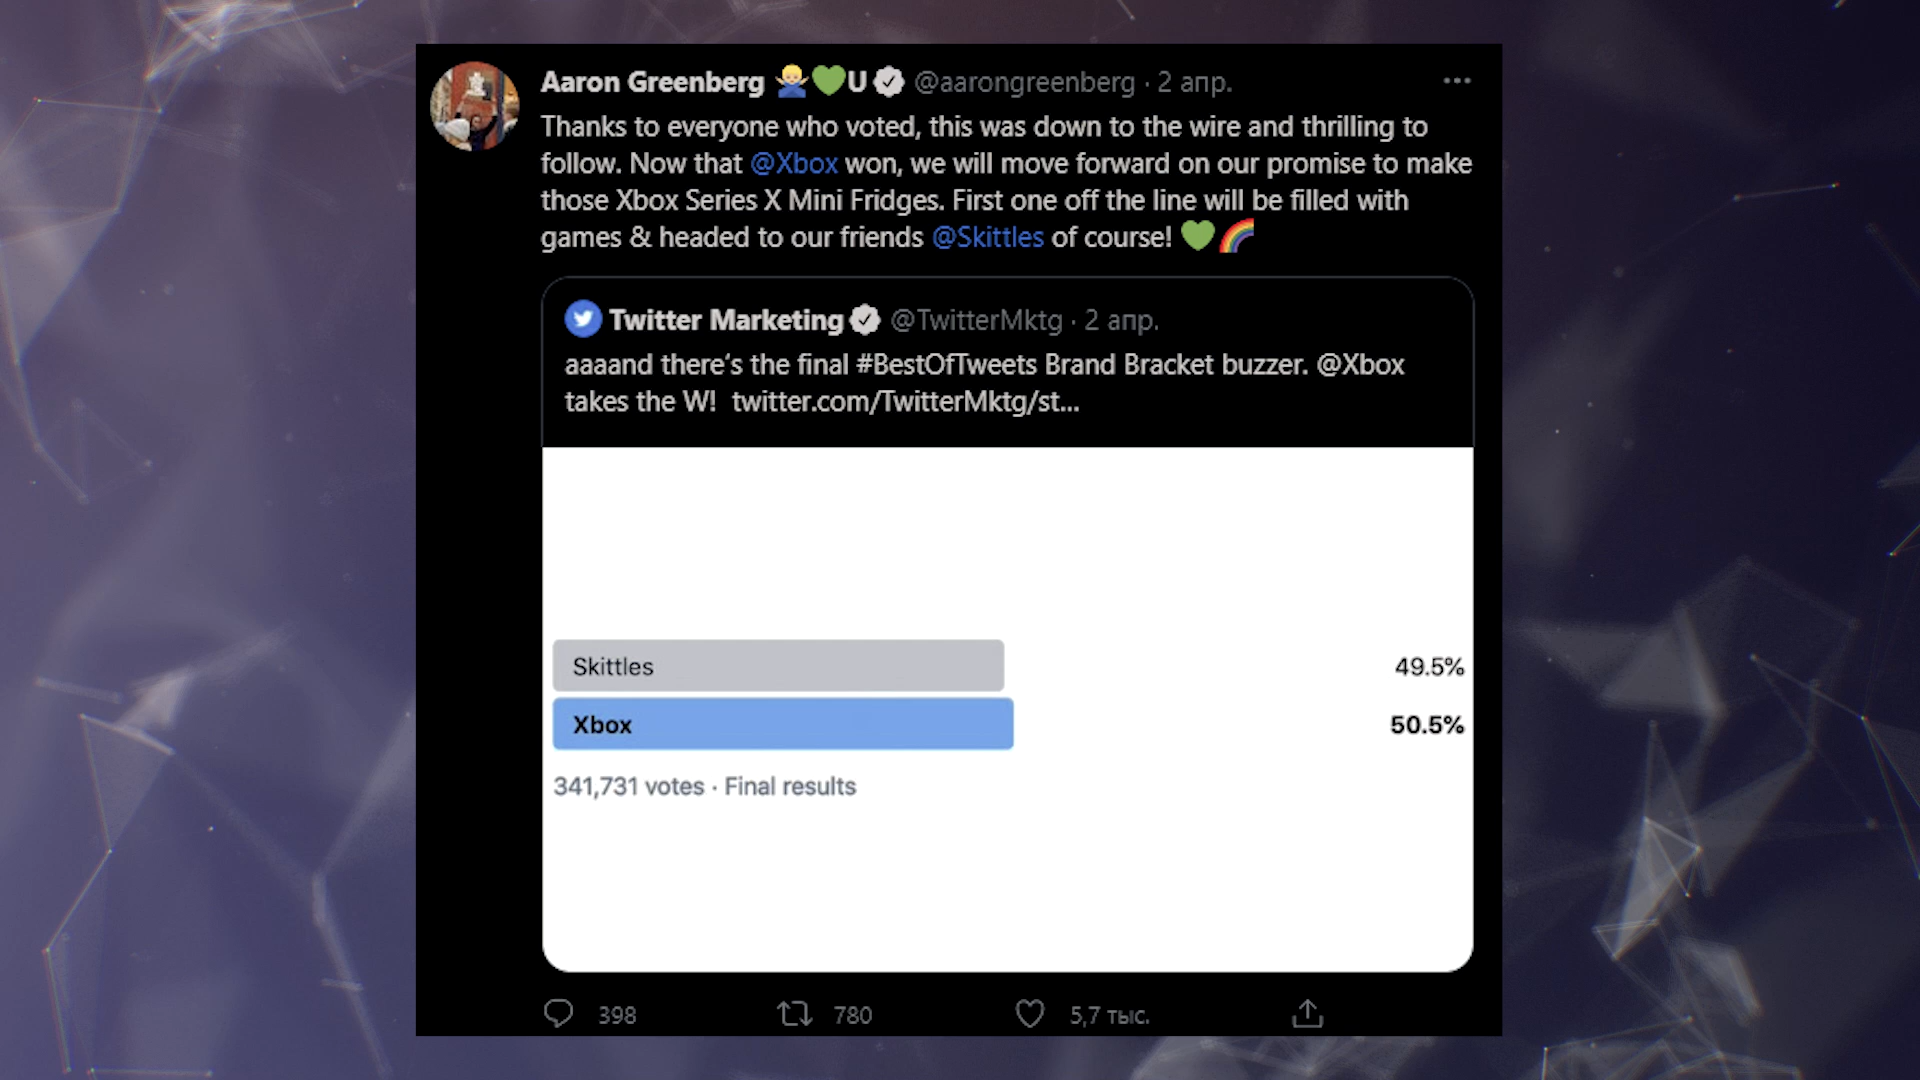 Aaron Greenberg 🙅🏼‍♂️💚U @aarongreenberg · 2 апр.
Thanks to everyone who voted, this was down to the wire and thrilling to
follow. Now that @Xbox won, we will move forward on our promise to make
those Xbox Series X Mini Fridges. First one off the line will be filled with
games & headed to our friends @Skittles of course! 💚🌈
Twitter Marketing @TwitterMktg · 2 апр.
aaaand there‘s the final #BestOfTweets Brand Bracket buzzer. @Xbox
takes the W! twitter.com/TwitterMktg/st...
Skittles 49.5%
Xbox 50.5%
341,731 votes · Final results
398 780 5,7 тыс.